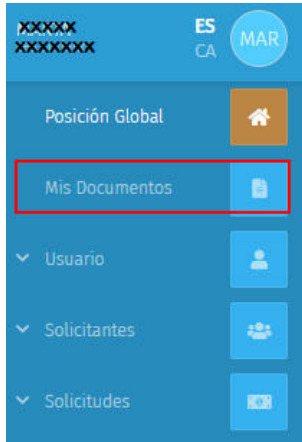 XXXXX
XXXXXXX
ES
CA
MAR
Posición Global
Mis Documentos
Usuario
Solicitantes
Solicitudes